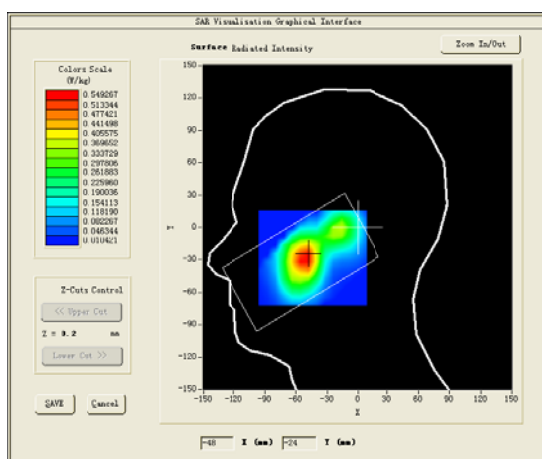 SAR Visualisation Graphical Interface
Surface Radiated Intensity
Zoom In/Out
Colors Scale
(W/kg)
0.549267
0.513344
0.477421
0.441498
0.405575
0.369652
0.333729
0.297806
0.261883
0.225960
0.190036
0.154113
0.118190
0.082267
0.046344
0.010421
Z-Cuts Control
<< Upper Cut
Z = 0.2 mm
Lower Cut >>
SAVE
Cancel
150
120
90
60
30
0
-30
-60
-90
-120
-150
Y
-150 -120 -90 -60 -30 0 30 60 90 120 150
X
-48 X (mm) -24 Y (mm)